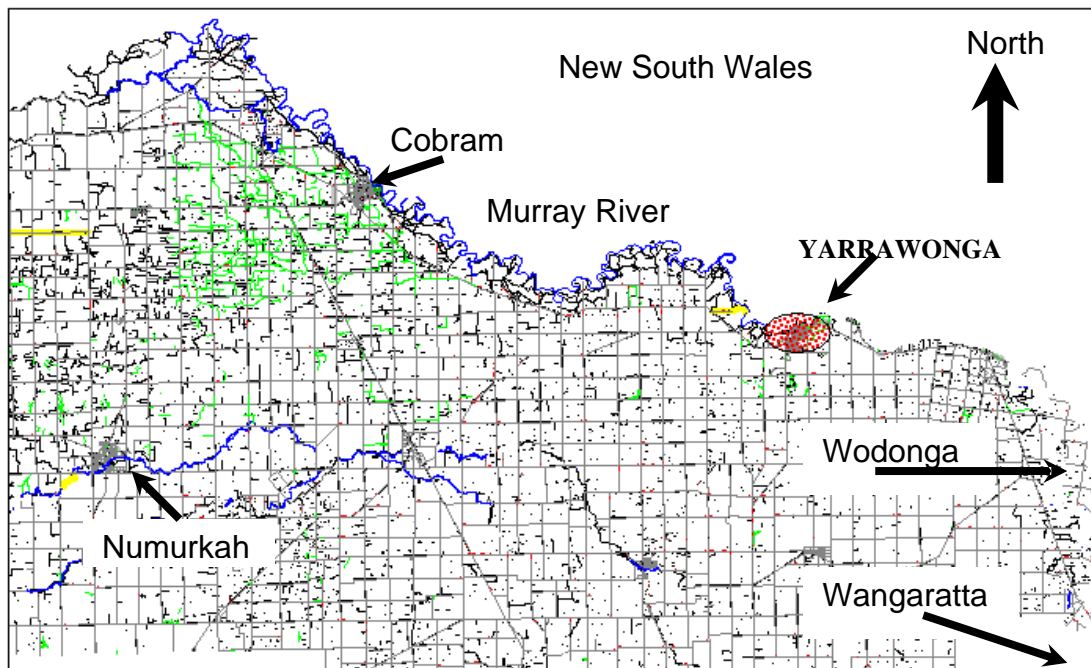 North
New South Wales
Cobram
Murray River
YARRAWONGA
Wodonga
Numurkah
Wangaratta